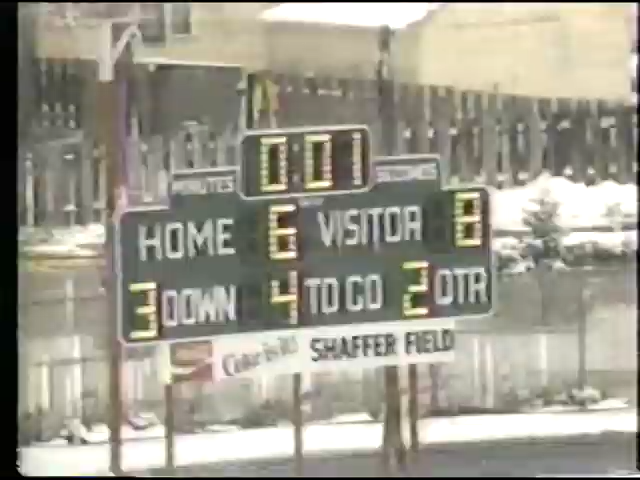 0:01
MINUTES SECONDS
HOME 6 VISITOR 8
3 DOWN 4 TO GO 2 QTR
Coke is it! SHAFFER FIELD